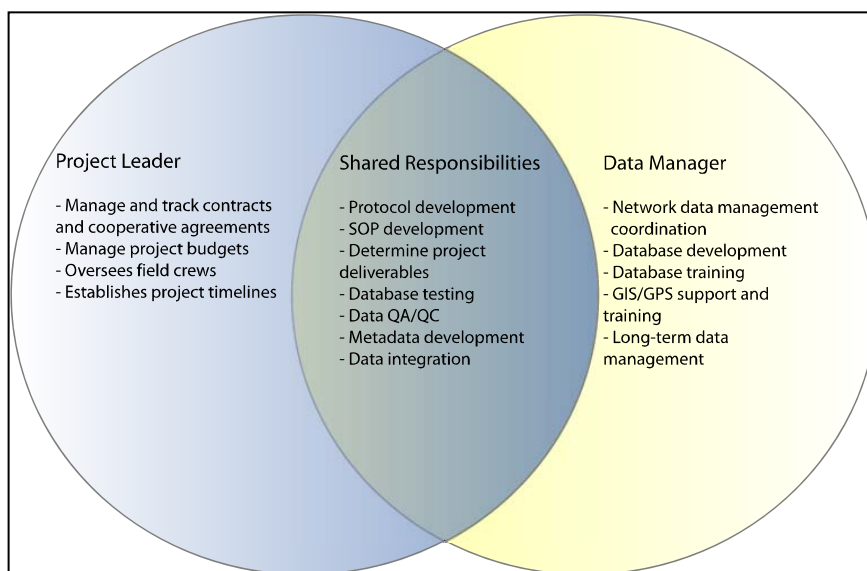 Project Leader
- Manage and track contracts
and cooperative agreements
- Manage project budgets
- Oversees field crews
- Establishes project timelines
Shared Responsibilities
- Protocol development
- SOP development
- Determine project
deliverables
- Database testing
- Data QA/QC
- Metadata development
- Data integration
Data Manager
- Network data management
coordination
- Database development
- Database training
- GIS/GPS support and
training
- Long-term data
management